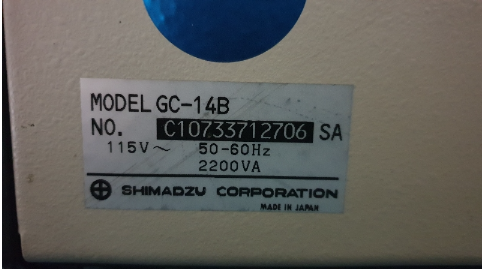 MODEL GC-14B
NO. C10733712706 SA
115V~ 50-60Hz
2200VA
SHIMADZU CORPORATION
MADE IN JAPAN